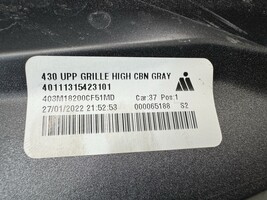 430 UPP GRILLE HIGH CBN GRAY
40111315423101
403M18200CF51MD Car:37 Pos:1
27/01/2022 21:52:53 000065188 S2